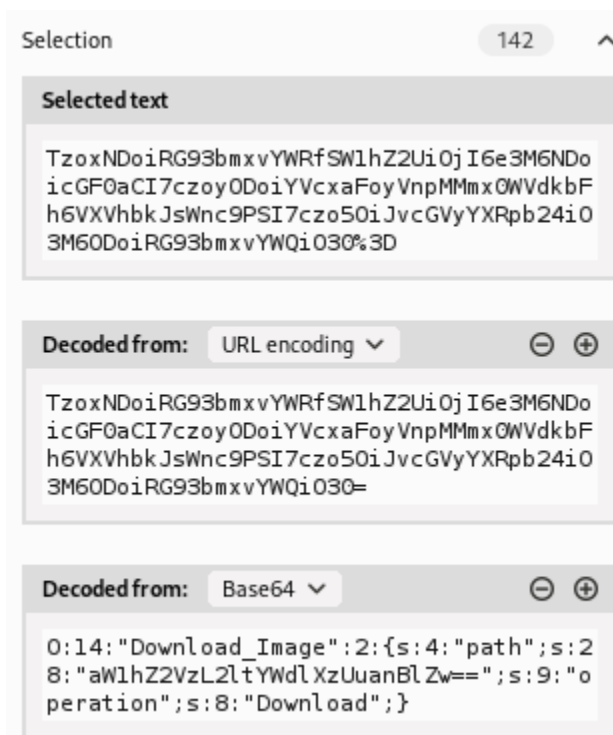 Selection 142
Selected text
TzoxNDoiRG93bmxvYWRfSW1hZ2UiOjI6e3M6NDo
icGF0aCI7czoyODoiYVcxaFoyVnpMMmx0WVdkbF
h6VXVhbkJsWnc9PSI7czo5OiJvcGVyYXRpb24iO
3M6ODoiRG93bmxvYWQiO30%3D
Decoded from: URL encoding
TzoxNDoiRG93bmxvYWRfSW1hZ2UiOjI6e3M6NDo
icGF0aCI7czoyODoiYVcxaFoyVnpMMmx0WVdkbF
h6VXVhbkJsWnc9PSI7czo5OiJvcGVyYXRpb24iO
3M6ODoiRG93bmxvYWQiO30=
Decoded from: Base64
O:14:"Download_Image":2:{s:4:"path";s:2
8:"aW1hZ2VzL2ltYWdlXzUuanBlZw==";s:9:"o
peration";s:8:"Download";}